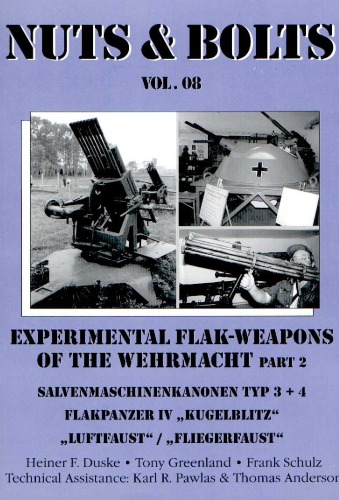 NUTS & BOLTS
VOL. 08
EXPERIMENTAL FLAK-WEAPONS
OF THE WEHRMACHT PART 2
SALVENMASCHINENKANONEN TYP 3 + 4
FLAKPANZER IV „KUGELBLITZ“
„LUFTFAUST“ / „FLIEGERFAUST“
Heiner F. Duske • Tony Greenland • Frank Schulz
Technical Assistance: Karl R. Pawlas & Thomas Anderson